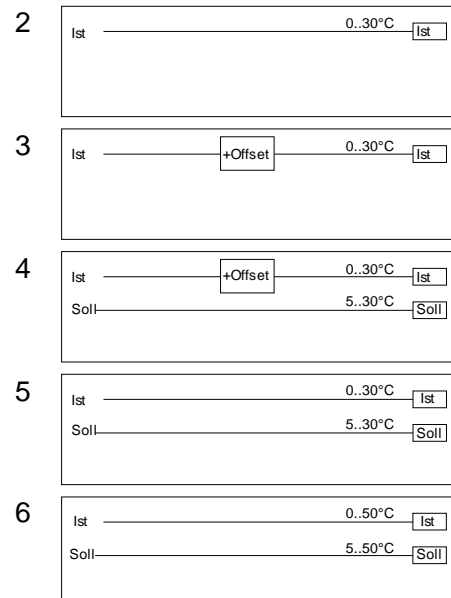 2
Ist 0..30°C Ist
3
Ist +Offset 0..30°C Ist
4
Ist +Offset 0..30°C Ist
Soll 5..30°C Soll
5
Ist 0..30°C Ist
Soll 5..30°C Soll
6
Ist 0..50°C Ist
Soll 5..50°C Soll